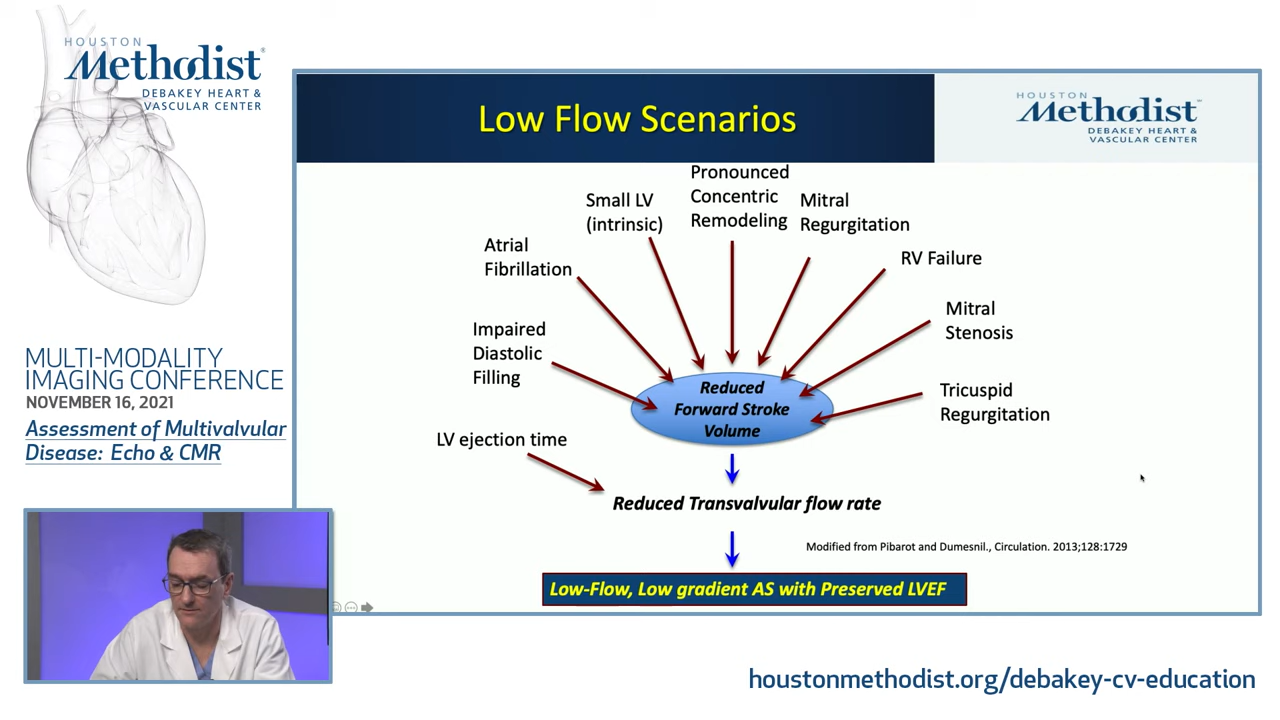 HOUSTON
Methodist
DEBAKEY HEART &
VASCULAR CENTER
MULTI-MODALITY
IMAGING CONFERENCE
NOVEMBER 16, 2021
Assessment of Multivalvular
Disease: Echo & CMR
Low Flow Scenarios
HOUSTON
Methodist
DEBAKEY HEART &
VASCULAR CENTER
Pronounced
Concentric
Remodeling
Small LV
(intrinsic)
Mitral
Regurgitation
Atrial
Fibrillation
RV Failure
Impaired
Diastolic
Filling
Mitral
Stenosis
Reduced
Forward Stroke
Volume
Tricuspid
Regurgitation
LV ejection time
Reduced Transvalvular flow rate
Modified from Pibarot and Dumesnil., Circulation. 2013;128:1729
Low-Flow, Low gradient AS with Preserved LVEF
houstonmethodist.org/debakey-cv-education